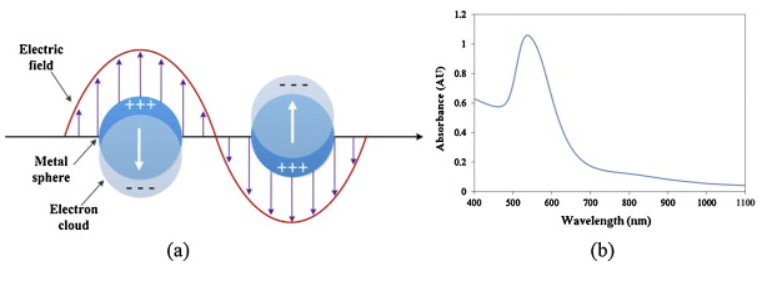 Electric
field
+++
- - -
Metal
sphere
- - -
+++
Electron
cloud
(a)
1.2
1
0.8
0.6
0.4
0.2
0
Absorbance (AU)
400 500 600 700 800 900 1000 1100
Wavelength (nm)
(b)